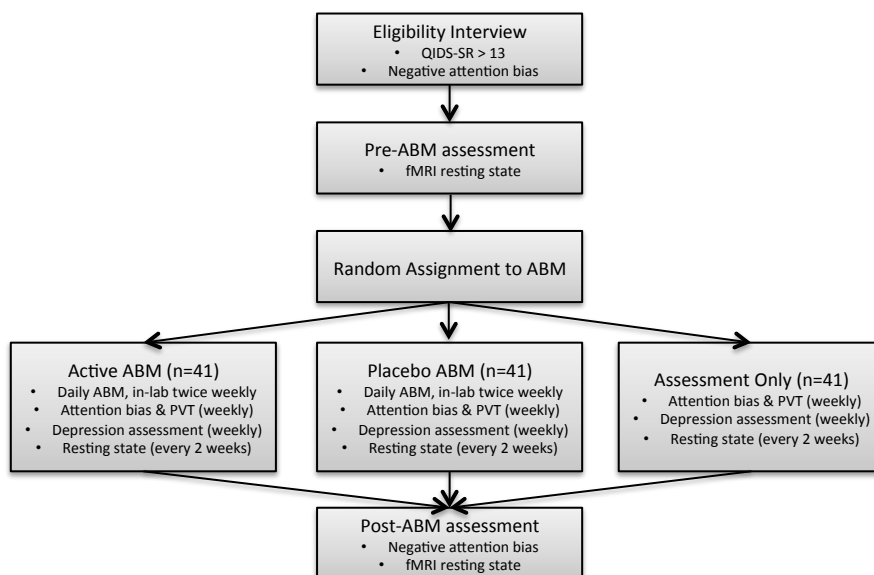 Eligibility Interview
• QIDS-SR > 13
• Negative attention bias
Pre-ABM assessment
• fMRI resting state
Random Assignment to ABM
Active ABM (n=41)
• Daily ABM, in-lab twice weekly
• Attention bias & PVT (weekly)
• Depression assessment (weekly)
• Resting state (every 2 weeks)
Placebo ABM (n=41)
• Daily ABM, in-lab twice weekly
• Attention bias & PVT (weekly)
• Depression assessment (weekly)
• Resting state (every 2 weeks)
Assessment Only (n=41)
• Attention bias & PVT (weekly)
• Depression assessment (weekly)
• Resting state (every 2 weeks)
Post-ABM assessment
• Negative attention bias
• fMRI resting state